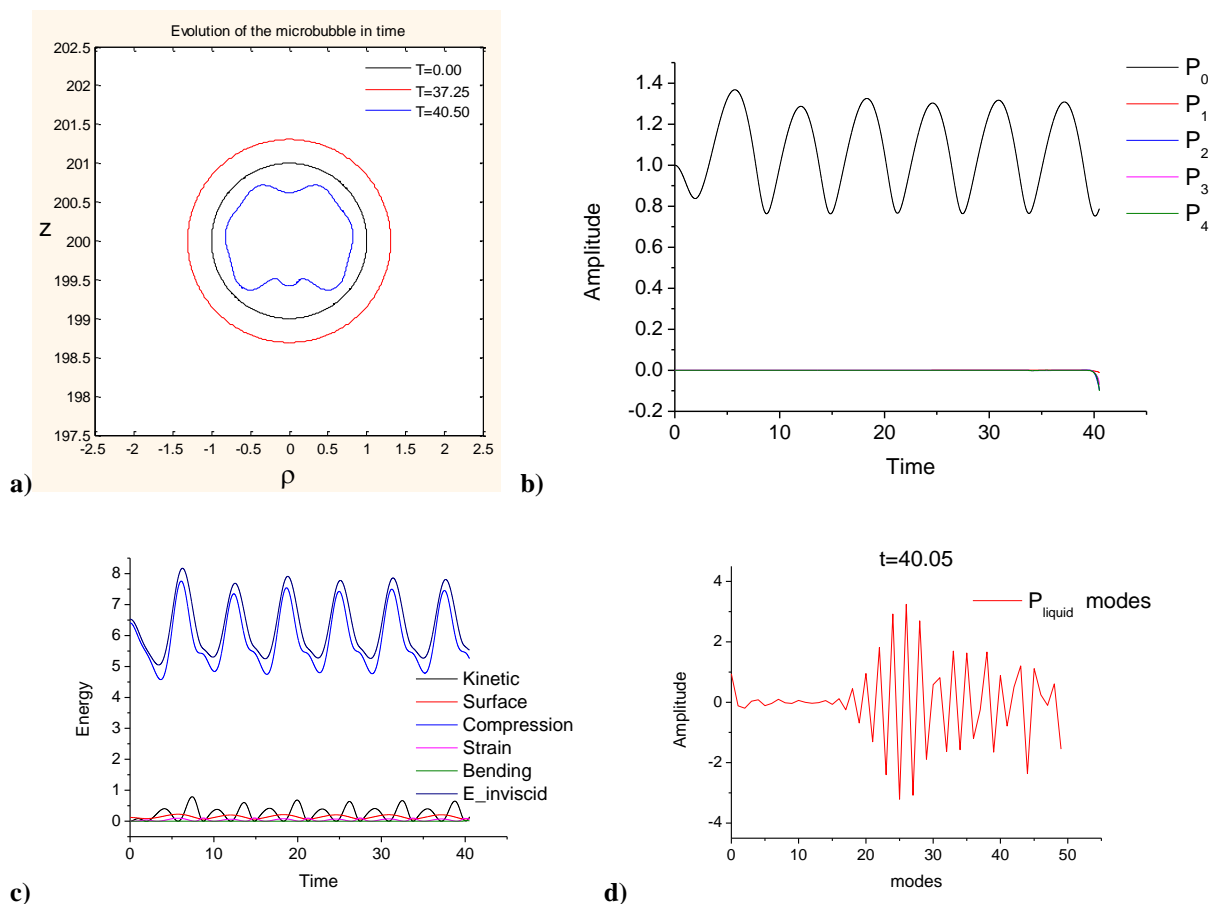 Evolution of the microbubble in time
202.5
202
201.5
201
200.5
200
199.5
199
198.5
198
197.5
z
-2.5 -2 -1.5 -1 -0.5 0 0.5 1 1.5 2 2.5
ρ
T=0.00
T=37.25
T=40.50
a)
1.4
1.2
1.0
0.8
0.6
0.4
0.2
0.0
-0.2
Amplitude
0 10 20 30 40
Time
P0
P1
P2
P3
P4
b)
8
7
6
5
4
3
2
1
0
Energy
0 10 20 30 40
Time
Kinetic
Surface
Compression
Strain
Bending
E_inviscid
c)
t=40.05
4
2
0
-2
-4
Amplitude
0 10 20 30 40 50
modes
Pliquid modes
d)